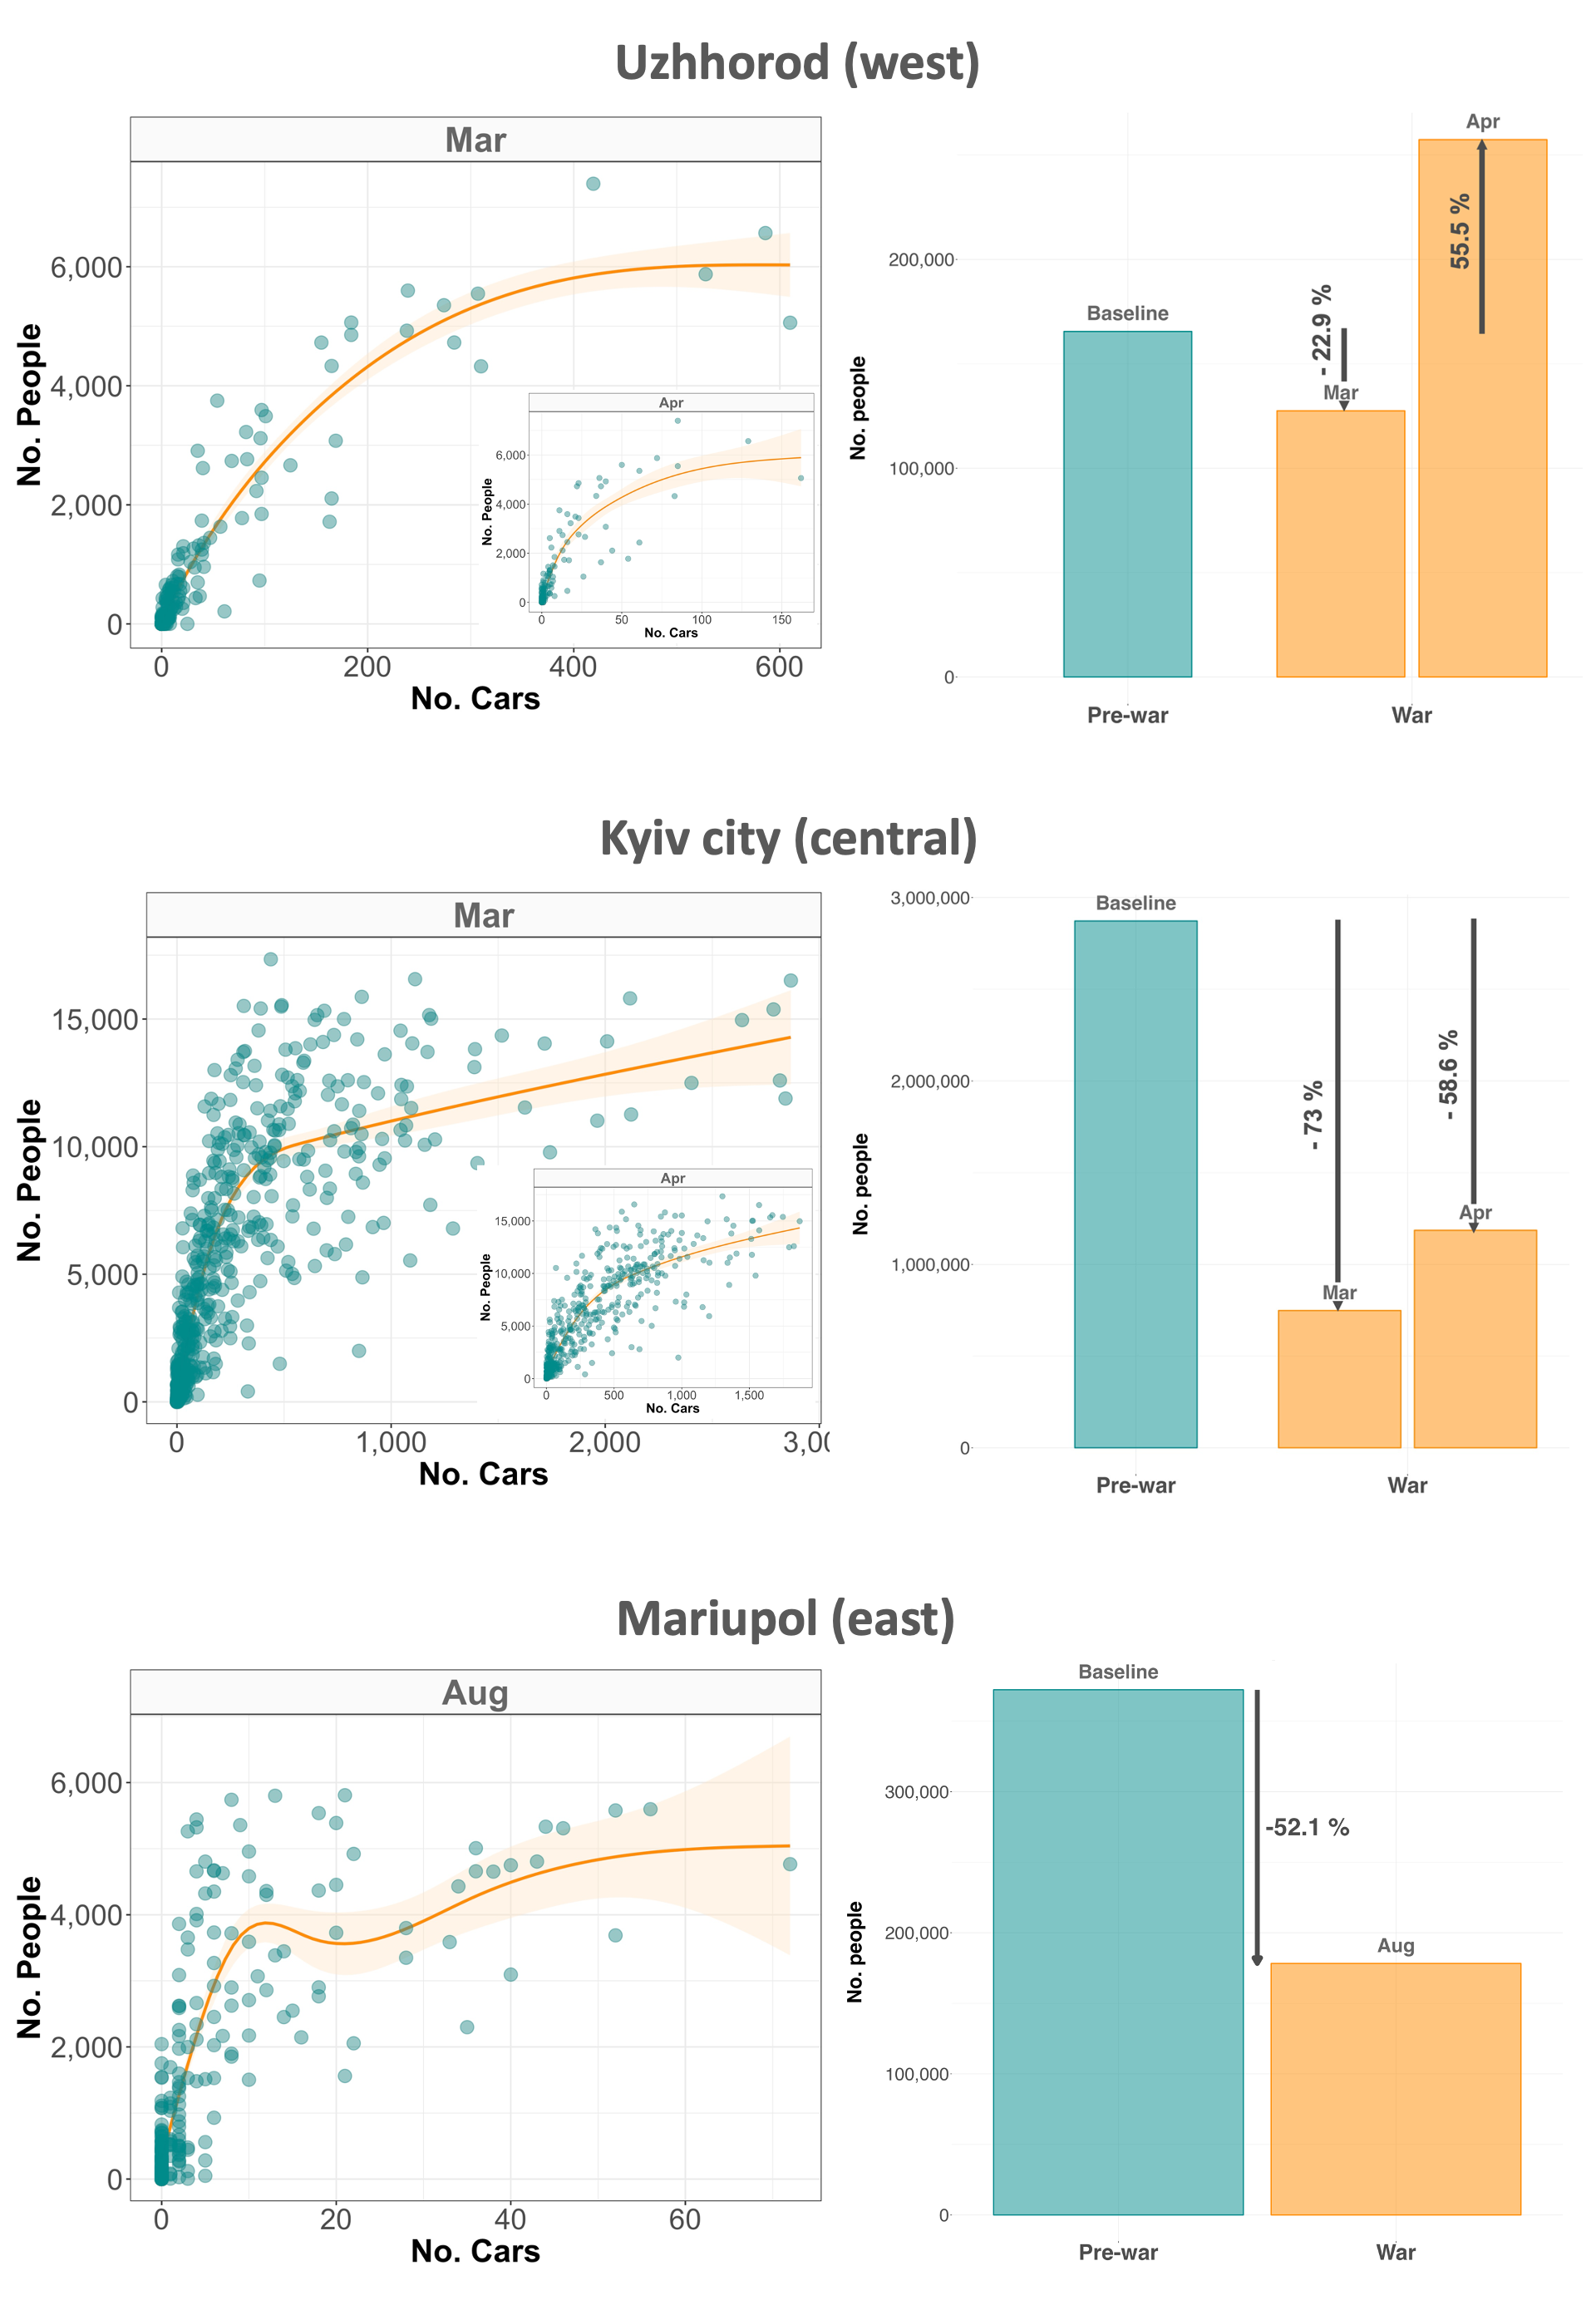 Uzhhorod (west)
Mar
No. People
6,000
4,000
2,000
0
0 200 400 600
No. Cars
Apr
No. People
6,000
4,000
2,000
0
0 50 100 150
No. Cars
No. people
200,000
100,000
0
Baseline
- 22.9 %
Mar
Apr
55.5 %
Pre-war War
Kyiv city (central)
Mar
No. People
15,000
10,000
5,000
0
0 1,000 2,000 3,00
No. Cars
Apr
No. People
15,000
10,000
5,000
0
0 500 1,000 1,500
No. Cars
No. people
3,000,000
2,000,000
1,000,000
0
Baseline
- 73 %
Mar
- 58.6 %
Apr
Pre-war War
Mariupol (east)
Aug
No. People
6,000
4,000
2,000
0
0 20 40 60
No. Cars
No. people
300,000
200,000
100,000
0
Baseline
-52.1 %
Aug
Pre-war War